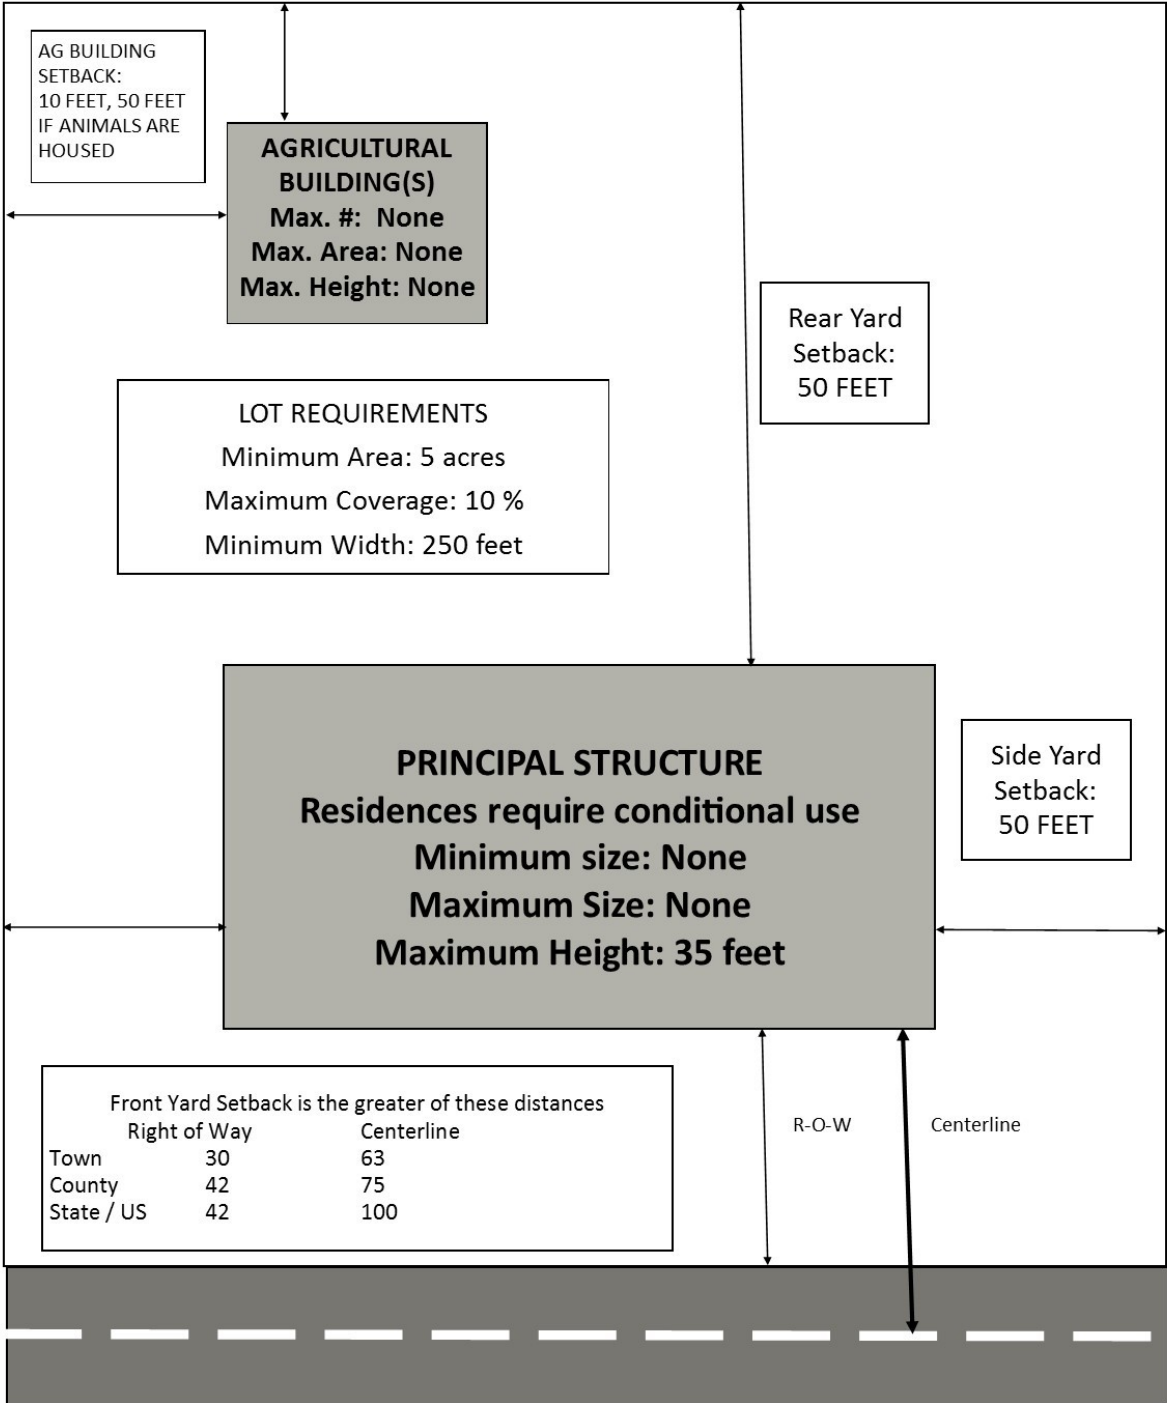 AG BUILDING
SETBACK:
10 FEET, 50 FEET
IF ANIMALS ARE
HOUSED
AGRICULTURAL
BUILDING(S)
Max. #: None
Max. Area: None
Max. Height: None
Rear Yard
Setback:
50 FEET
LOT REQUIREMENTS
Minimum Area: 5 acres
Maximum Coverage: 10 %
Minimum Width: 250 feet
PRINCIPAL STRUCTURE
Residences require conditional use
Minimum size: None
Maximum Size: None
Maximum Height: 35 feet
Side Yard
Setback:
50 FEET
Front Yard Setback is the greater of these distances
Right of Way Centerline
Town 30 63
County 42 75
State / US 42 100
R-O-W
Centerline